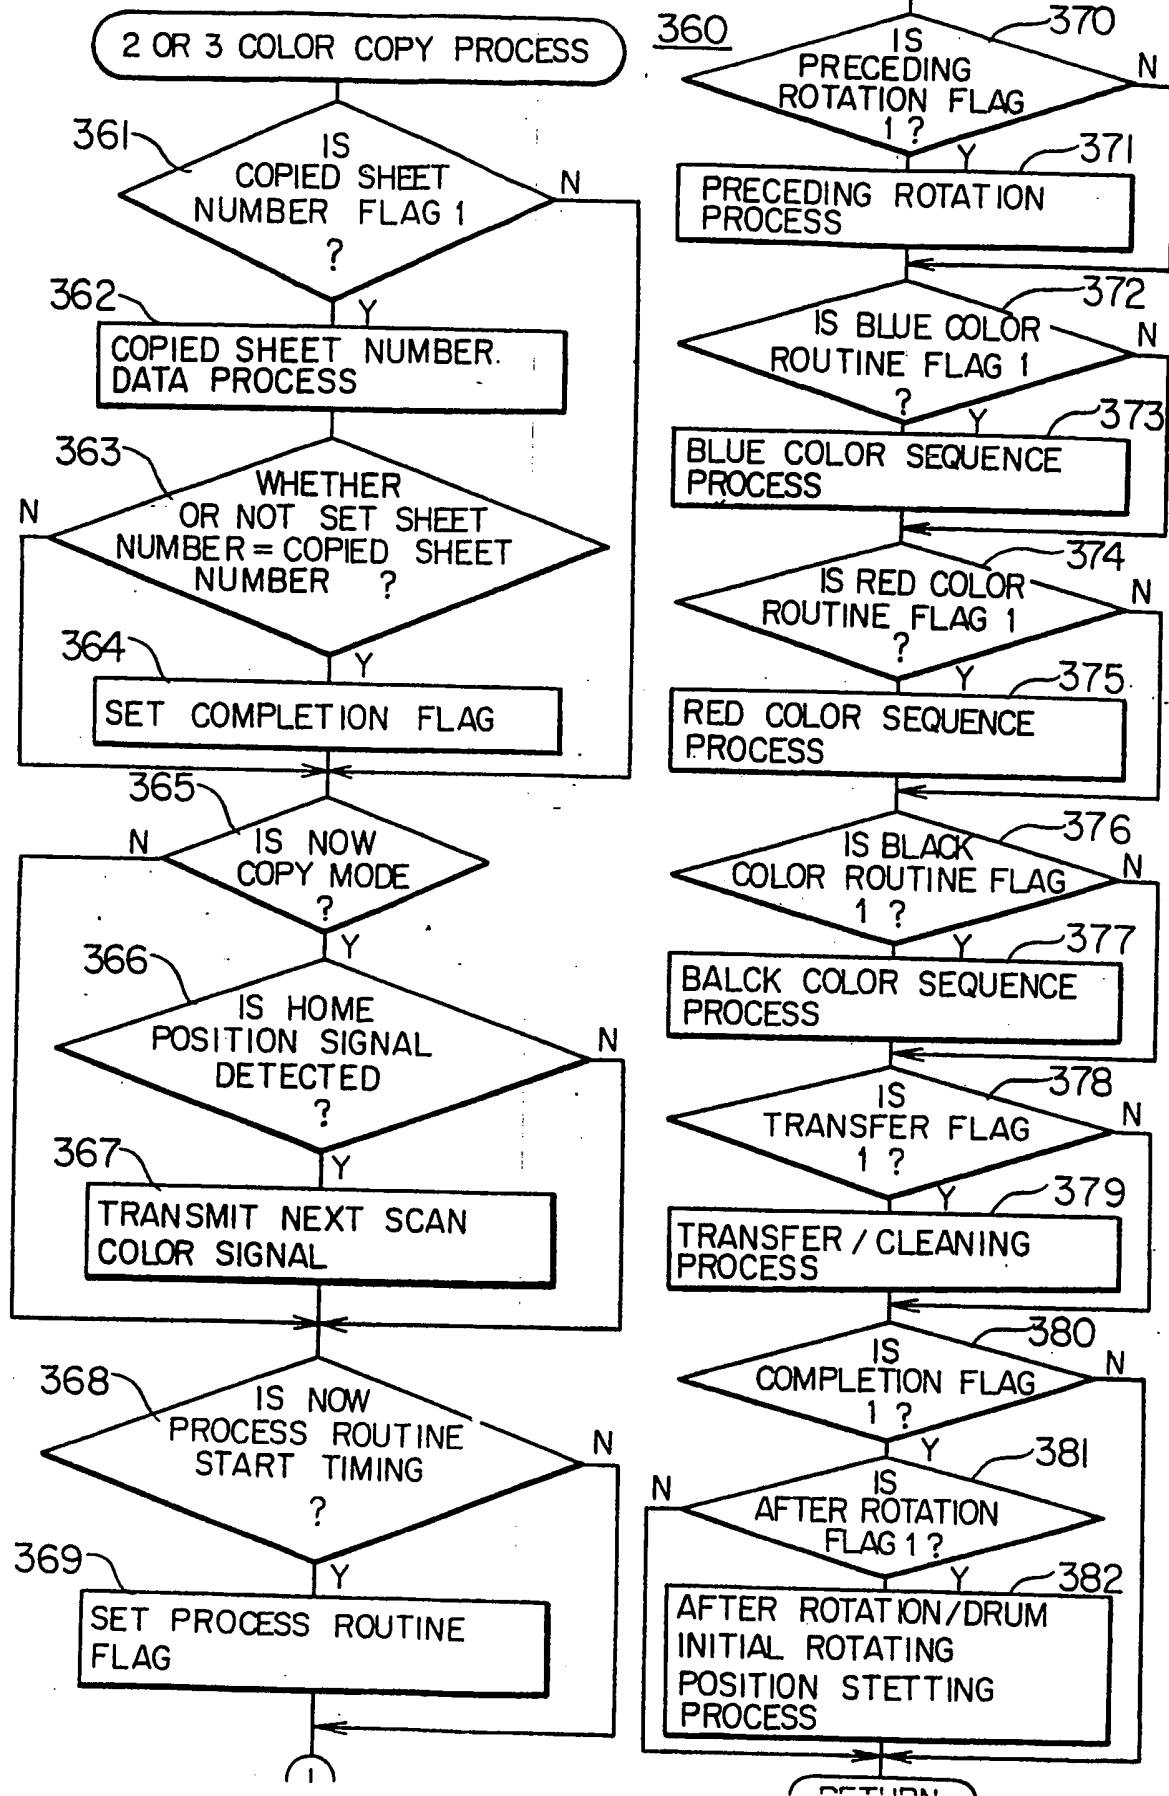 2 OR 3 COLOR COPY PROCESS
361
IS
COPIED SHEET
NUMBER FLAG 1
?
N
Y
362
COPIED SHEET NUMBER.
DATA PROCESS
363
WHETHER
OR NOT SET SHEET
NUMBER = COPIED SHEET
NUMBER ?
N
Y
364
SET COMPLETION FLAG
365
IS NOW
COPY MODE
?
N
Y
366
IS HOME
POSITION SIGNAL
DETECTED
?
N
Y
367
TRANSMIT NEXT SCAN
COLOR SIGNAL
368
IS NOW
PROCESS ROUTINE
START TIMING
?
N
Y
369
SET PROCESS ROUTINE
FLAG
1
360
370
IS
PRECEDING
ROTATION FLAG
1 ?
N
Y
371
PRECEDING ROTATION
PROCESS
372
IS BLUE COLOR
ROUTINE FLAG 1
?
N
Y
373
BLUE COLOR SEQUENCE
PROCESS
374
IS RED COLOR
ROUTINE FLAG 1
?
N
Y
375
RED COLOR SEQUENCE
PROCESS
376
IS BLACK
COLOR ROUTINE FLAG
1 ?
N
Y
377
BALCK COLOR SEQUENCE
PROCESS
378
IS
TRANSFER FLAG
1 ?
N
Y
379
TRANSFER / CLEANING
PROCESS
380
IS
COMPLETION FLAG
1 ?
N
Y
381
IS
AFTER ROTATION
FLAG 1 ?
N
Y
382
AFTER ROTATION/DRUM
INITIAL ROTATING
POSITION STETTING
PROCESS
RETURN